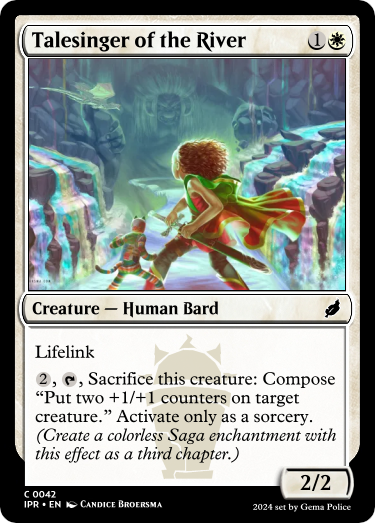 Talesinger of the River 1
Creature — Human Bard
Lifelink
2, , Sacrifice this creature: Compose
“Put two +1/+1 counters on target
creature.” Activate only as a sorcery.
(Create a colorless Saga enchantment with
this effect as a third chapter.)
2/2
C 0042
IPR • EN Candice Broersma
2024 set by Gema Police